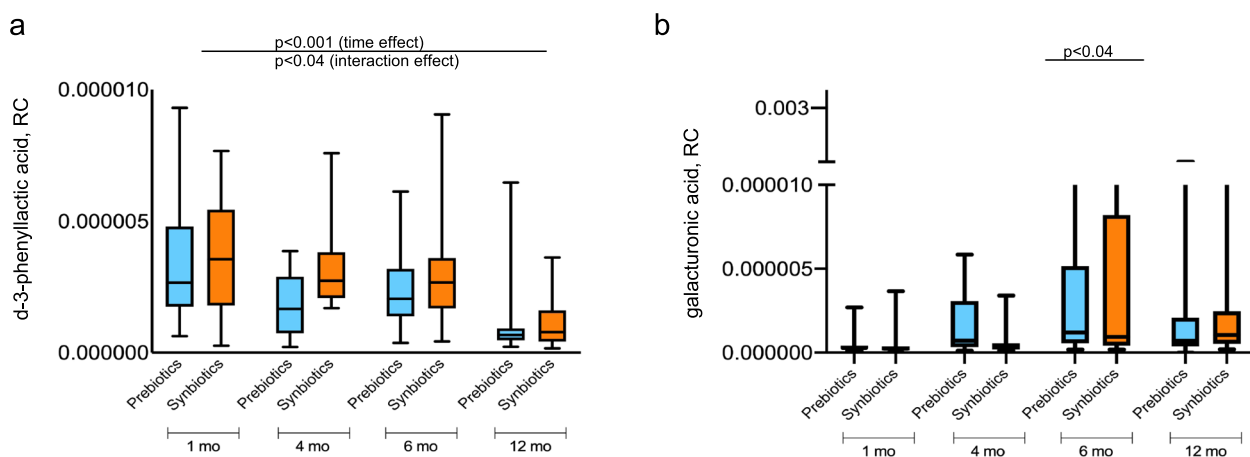 a
p<0.001 (time effect)
p<0.04 (interaction effect)
d-3-phenyllactic acid, RC
0.000010
0.000005
0.000000
Prebiotics
Synbiotics
Prebiotics
Synbiotics
Prebiotics
Synbiotics
Prebiotics
Synbiotics
1 mo
4 mo
6 mo
12 mo
b
p<0.04
galacturonic acid, RC
0.003
0.000010
0.000005
0.000000
Prebiotics
Synbiotics
Prebiotics
Synbiotics
Prebiotics
Synbiotics
Prebiotics
Synbiotics
1 mo
4 mo
6 mo
12 mo